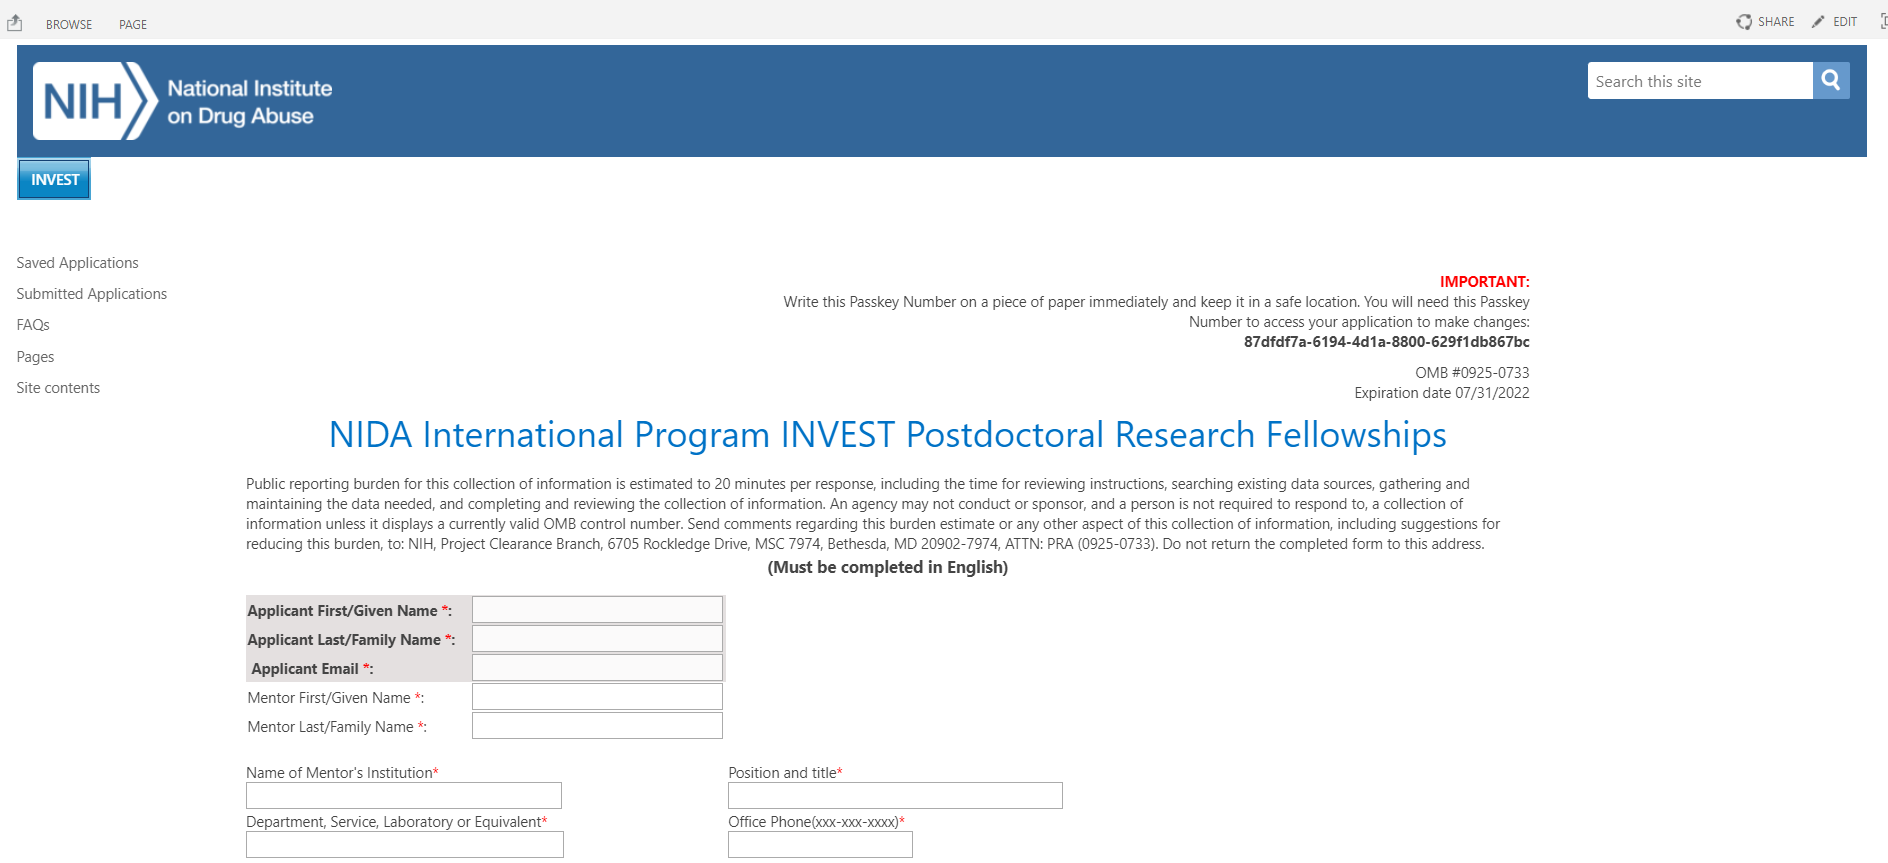 BROWSE PAGE SHARE EDIT
NIH National Institute
on Drug Abuse
Search this site
INVEST
Saved Applications
Submitted Applications
FAQs
Pages
Site contents
IMPORTANT:
Write this Passkey Number on a piece of paper immediately and keep it in a safe location. You will need this Passkey
Number to access your application to make changes:
87dfdf7a-6194-4d1a-8800-629f1db867bc
OMB #0925-0733
Expiration date 07/31/2022
NIDA International Program INVEST Postdoctoral Research Fellowships
Public reporting burden for this collection of information is estimated to 20 minutes per response, including the time for reviewing instructions, searching existing data sources, gathering and
maintaining the data needed, and completing and reviewing the collection of information. An agency may not conduct or sponsor, and a person is not required to respond to, a collection of
information unless it displays a currently valid OMB control number. Send comments regarding this burden estimate or any other aspect of this collection of information, including suggestions for
reducing this burden, to: NIH, Project Clearance Branch, 6705 Rockledge Drive, MSC 7974, Bethesda, MD 20902-7974, ATTN: PRA (0925-0733). Do not return the completed form to this address.
(Must be completed in English)
Applicant First/Given Name *:
Applicant Last/Family Name *:
Applicant Email *:
Mentor First/Given Name *:
Mentor Last/Family Name *:
Name of Mentor's Institution* Position and title*
Department, Service, Laboratory or Equivalent* Office Phone(xxx-xxx-xxxx)*